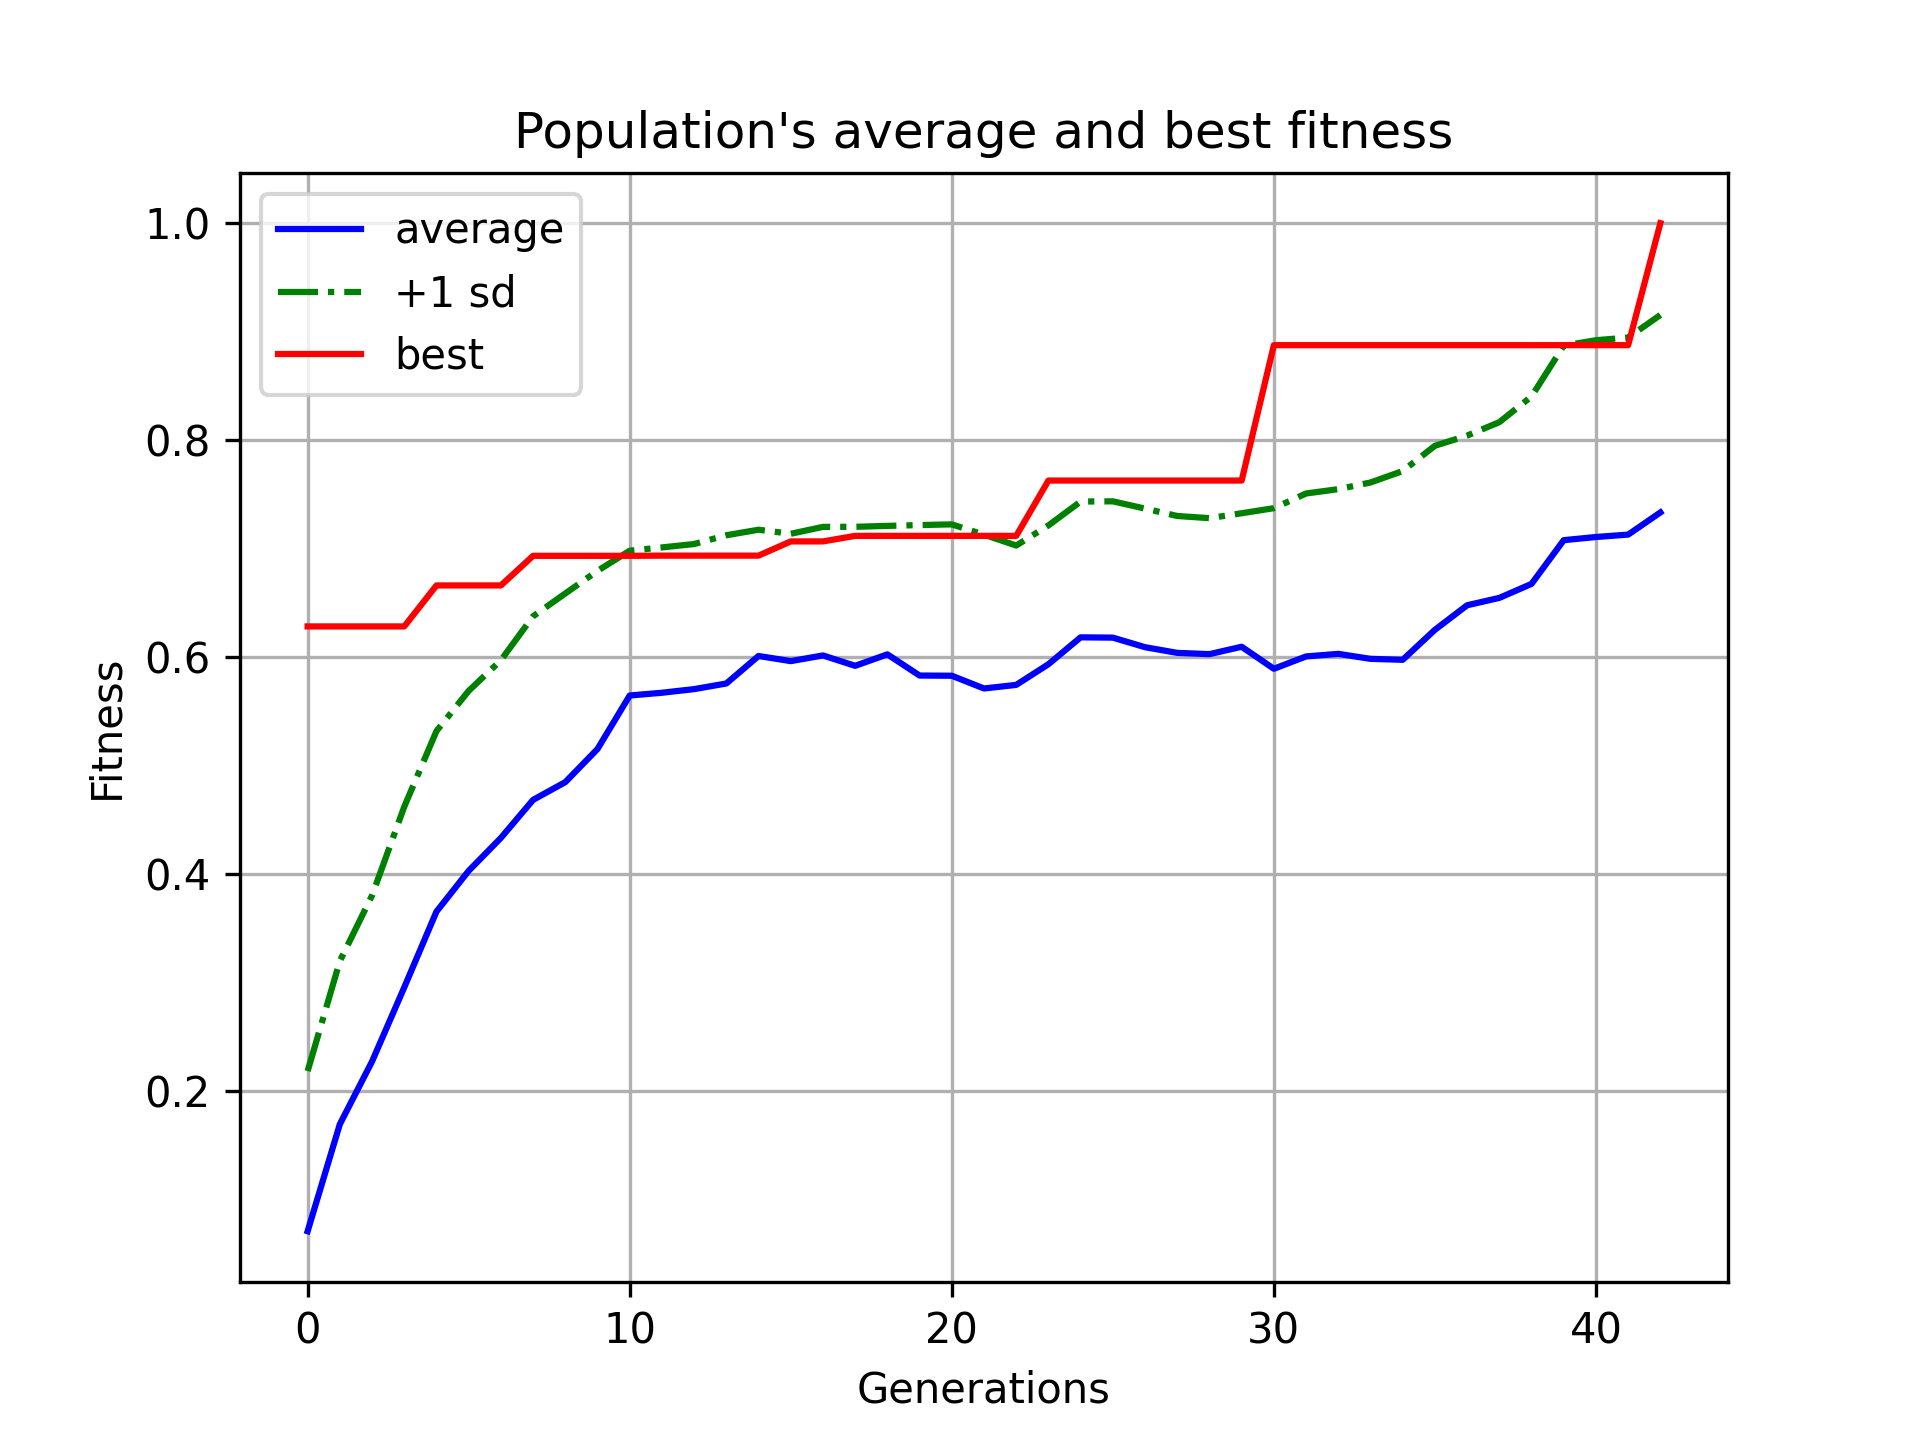 Population's average and best fitness
average
+1 sd
best
1.0
0.8
0.6
0.4
0.2
Fitness
0 10 20 30 40
Generations